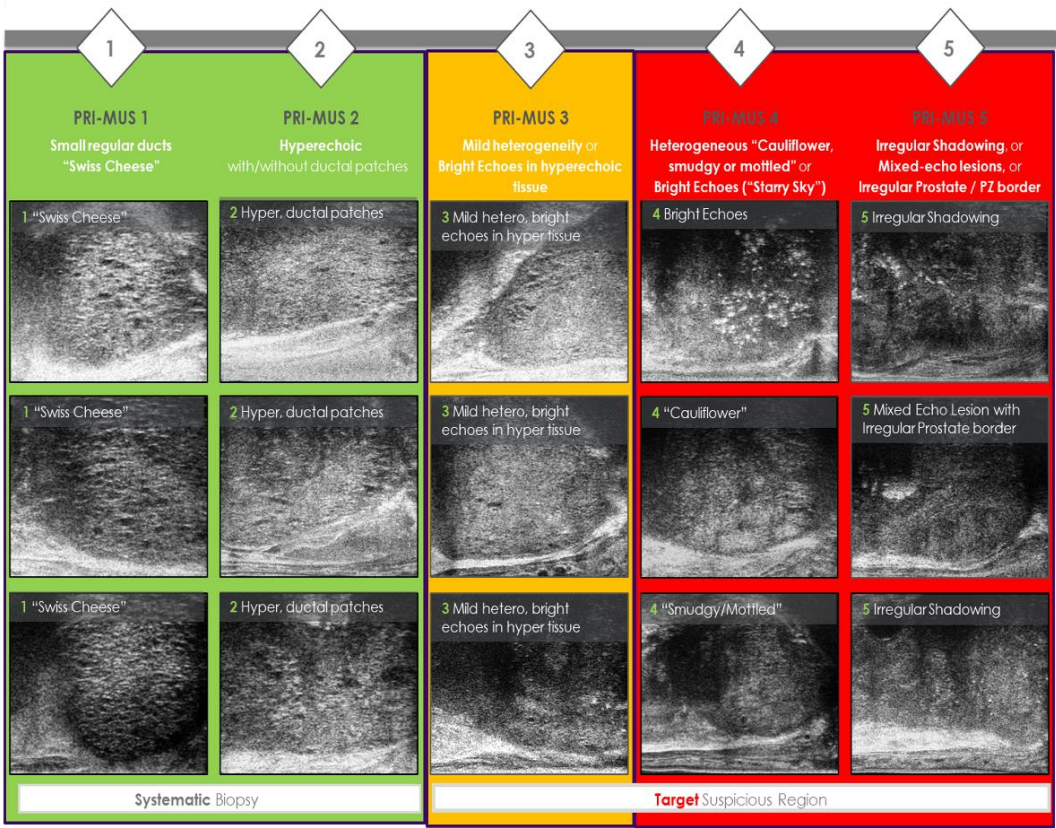 1
2
3
4
5
PRI-MUS 1
Small regular ducts
“Swiss Cheese”
PRI-MUS 2
Hyperechoic
with/without ductal patches
PRI-MUS 3
Mild heterogeneity or
Bright Echoes in hyperechoic
tissue
PRI-MUS 4
Heterogeneous “Cauliflower,
smudgy or mottled” or
Bright Echoes (“Starry Sky”)
PRI-MUS 5
Irregular Shadowing, or
Mixed-echo lesions, or
Irregular Prostate / PZ border
1 “Swiss Cheese”
2 Hyper, ductal patches
3 Mild hetero, bright
echoes in hyper tissue
4 Bright Echoes
5 Irregular Shadowing
1 “Swiss Cheese”
2 Hyper, ductal patches
3 Mild hetero, bright
echoes in hyper tissue
4 “Cauliflower”
5 Mixed Echo Lesion with
Irregular Prostate border
1 “Swiss Cheese”
2 Hyper, ductal patches
3 Mild hetero, bright
echoes in hyper tissue
4 “Smudgy/Mottled”
5 Irregular Shadowing
Systematic Biopsy
Target Suspicious Region